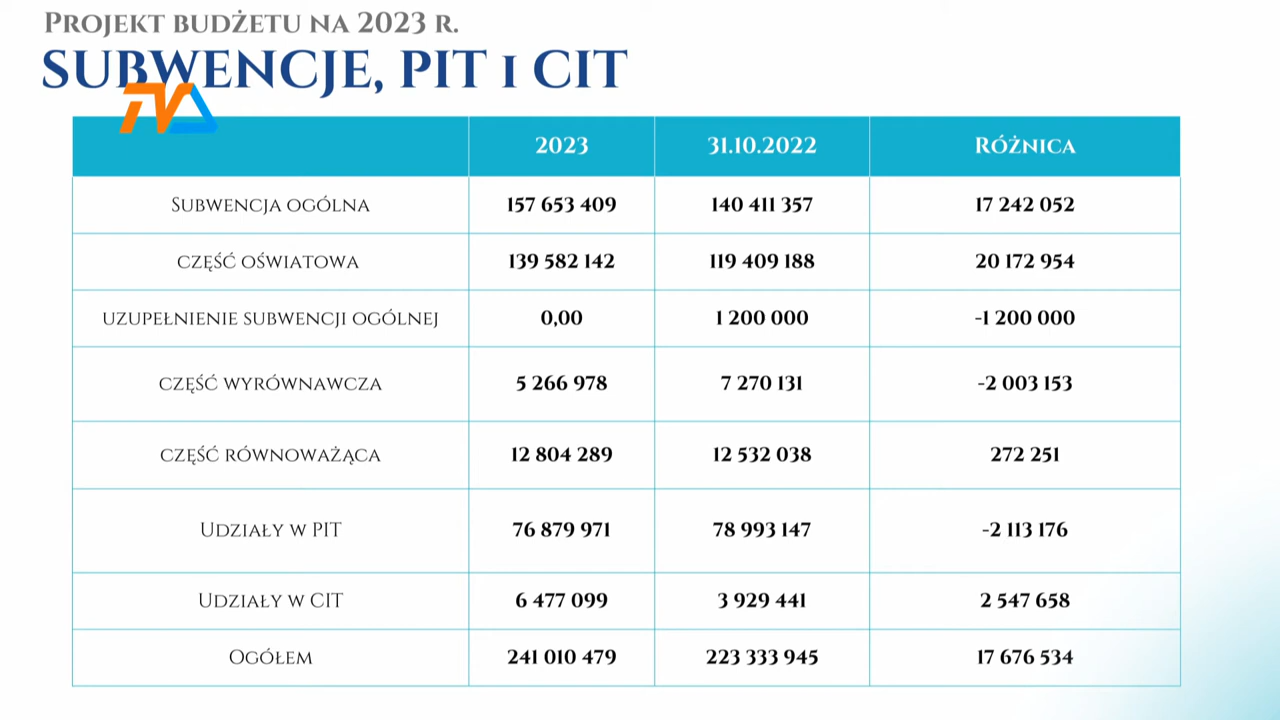 Projekt budżetu na 2023 r.
SUBWENCJE, PIT i CIT
TVA
2023 31.10.2022 Różnica
Subwencja ogólna 157 653 409 140 411 357 17 242 052
część oświatowa 139 582 142 119 409 188 20 172 954
uzupełnienie subwencji ogólnej 0,00 1 200 000 -1 200 000
część wyrównawcza 5 266 978 7 270 131 -2 003 153
część równoważąca 12 804 289 12 532 038 272 251
Udziały w PIT 76 879 971 78 993 147 -2 113 176
Udziały w CIT 6 477 099 3 929 441 2 547 658
Ogółem 241 010 479 223 333 945 17 676 534